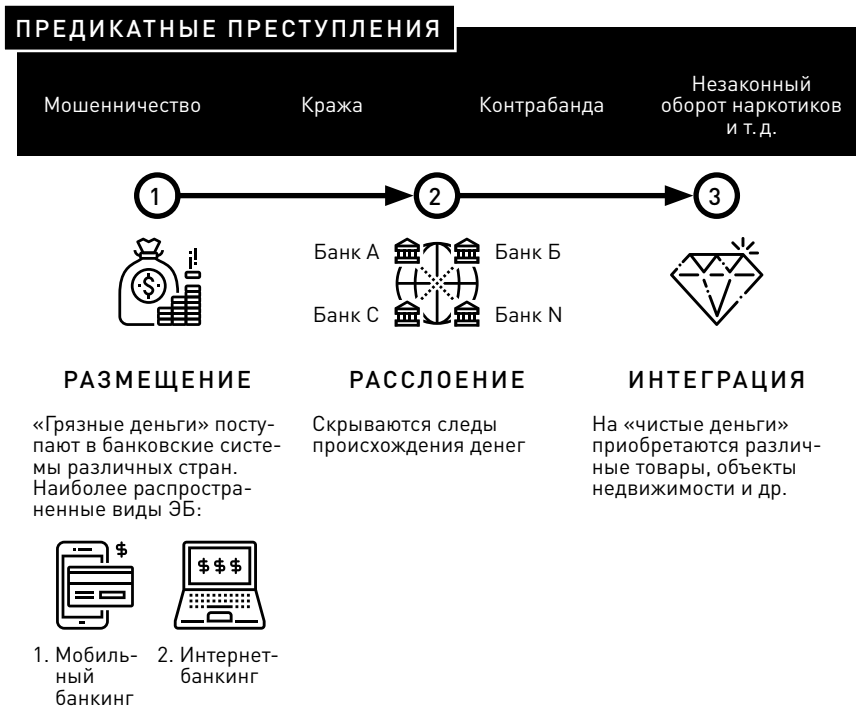 ПРЕДИКАТНЫЕ ПРЕСТУПЛЕНИЯ
Мошенничество
Кража
Контрабанда
Незаконный
оборот наркотиков
и т. д.
1
2
3
Банк А
Банк Б
Банк С
Банк N
РАЗМЕЩЕНИЕ
«Грязные деньги» посту-
пают в банковские систе-
мы различных стран.
Наиболее распростра-
ненные виды ЭБ:
$
$ $ $
1. Мобиль-
ный
банкинг
2. Интернет-
банкинг
РАССЛОЕНИЕ
Скрываются следы
происхождения денег
ИНТЕГРАЦИЯ
На «чистые деньги»
приобретаются различ-
ные товары, объекты
недвижимости и др.